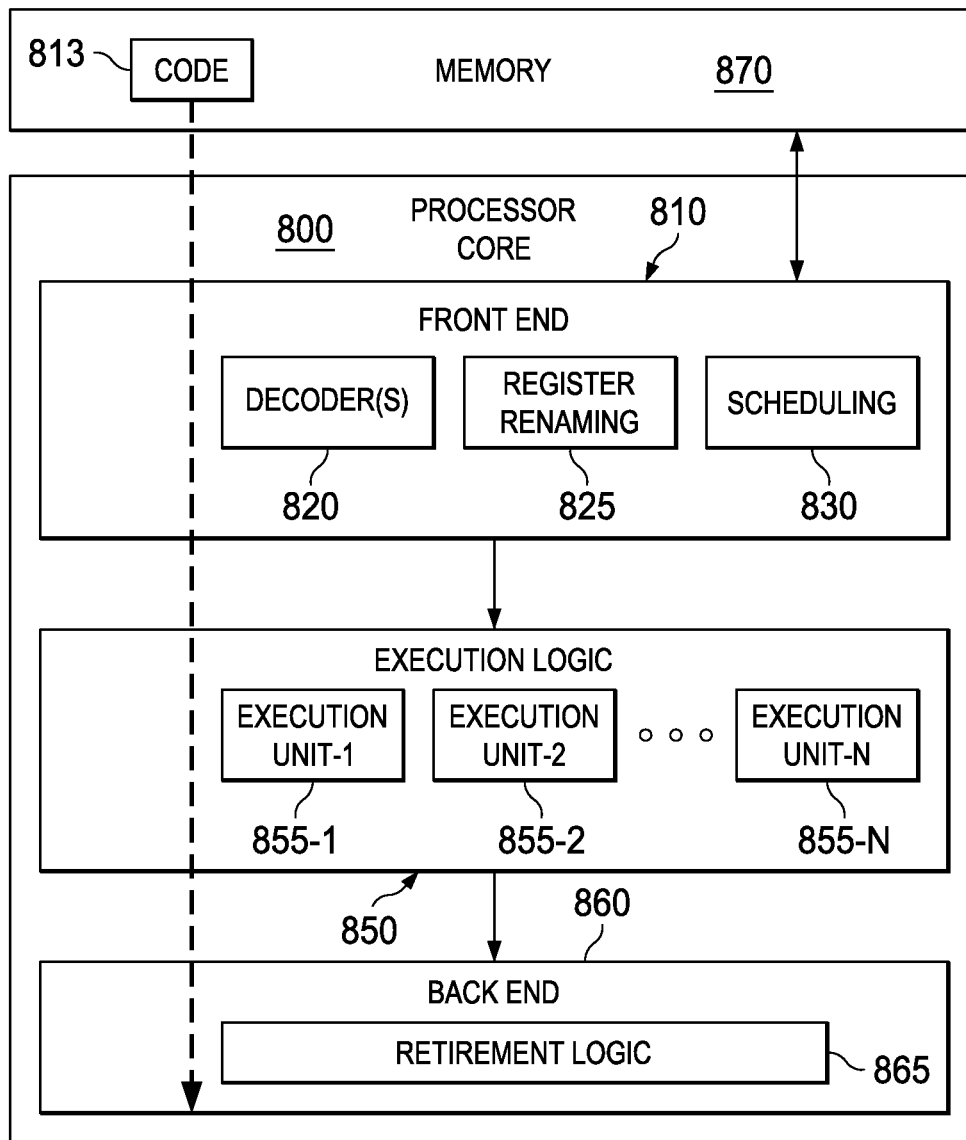 813
CODE
MEMORY
870
800
PROCESSOR
CORE
810
FRONT END
DECODER(S)
REGISTER
RENAMING
SCHEDULING
820
825
830
EXECUTION LOGIC
EXECUTION
UNIT-1
EXECUTION
UNIT-2
EXECUTION
UNIT-N
855-1
855-2
855-N
850
860
BACK END
RETIREMENT LOGIC
865